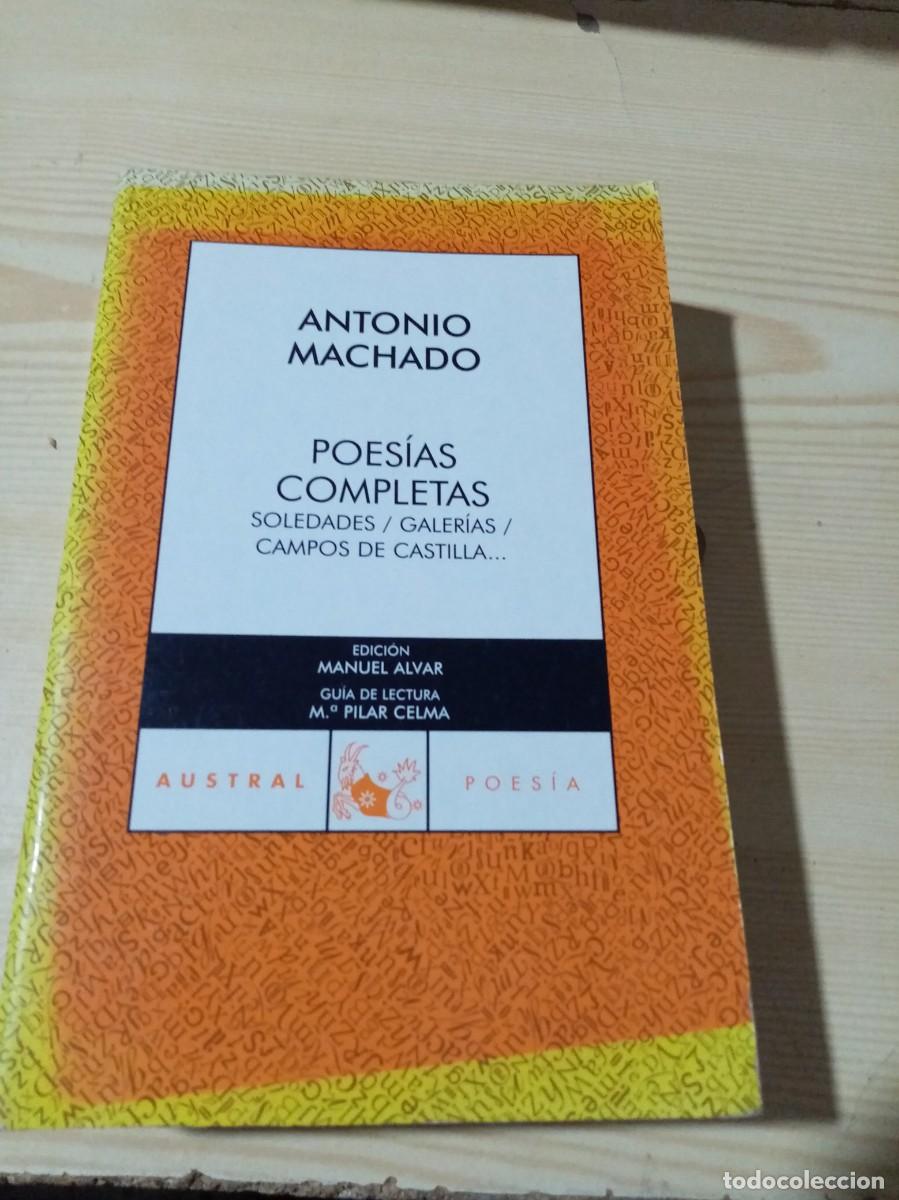 ANTONIO
MACHADO
POESÍAS
COMPLETAS
SOLEDADES / GALERÍAS /
CAMPOS DE CASTILLA...
EDICIÓN
MANUEL ALVAR
GUÍA DE LECTURA
M.ª PILAR CELMA
AUSTRAL
POESÍA
todocoleccion